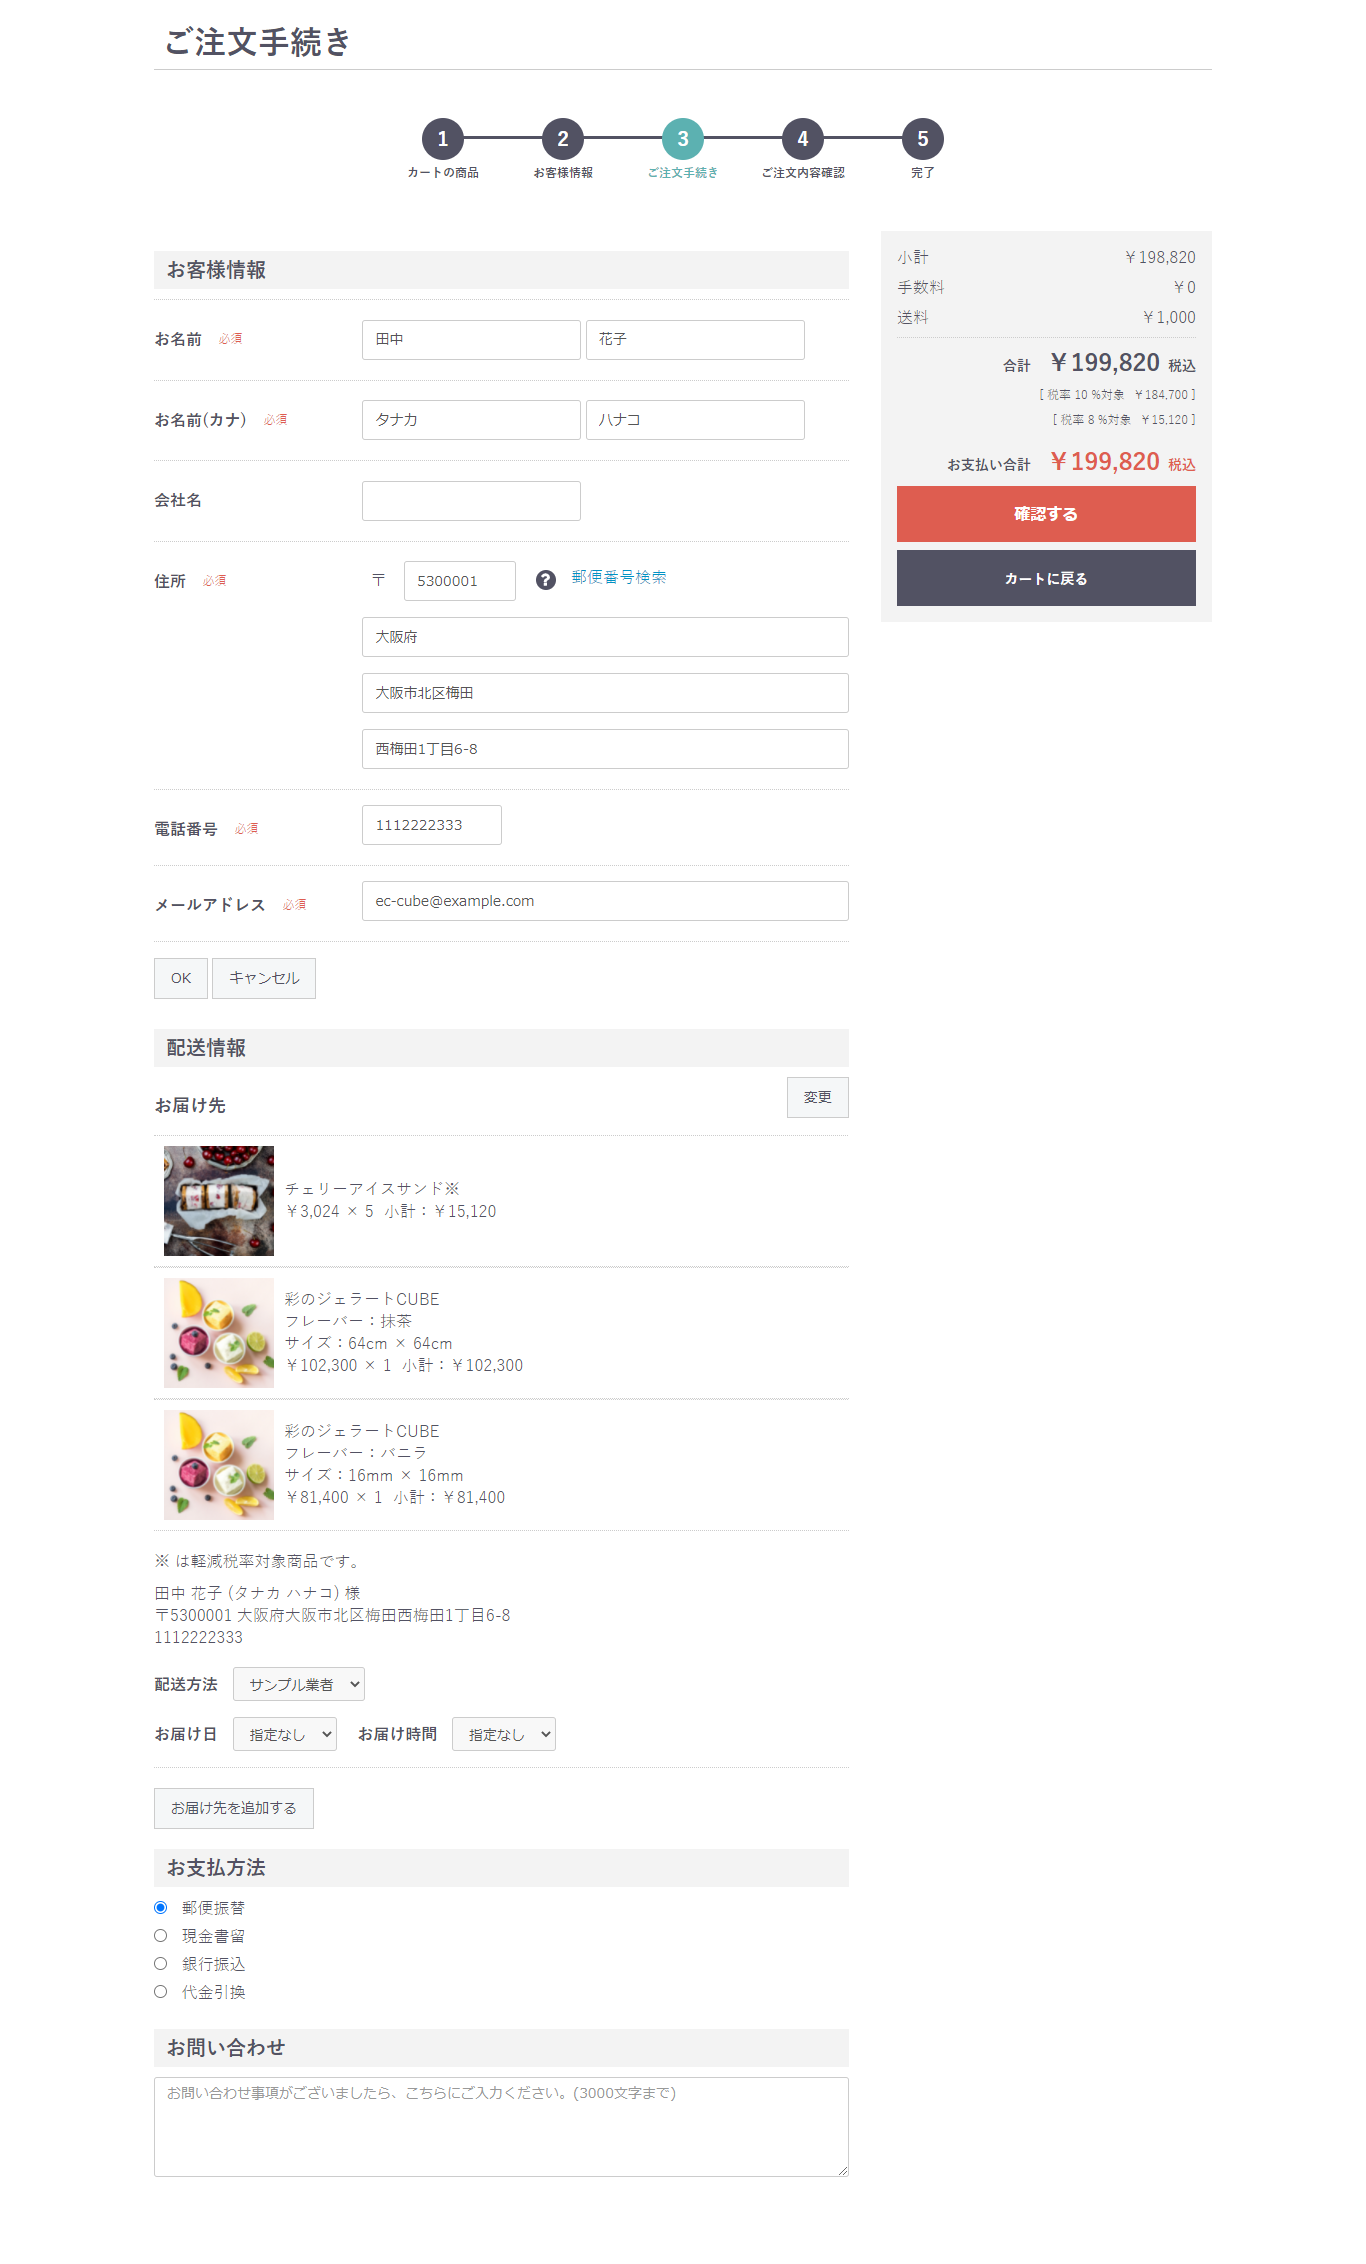 ご注文手続き
1 2 3 4 5
カートの商品 お客様情報 ご注文手続き ご注文内容確認 完了
お客様情報
お名前 必須 田中 花子
お名前(カナ) 必須 タナカ ハナコ
会社名
住所 必須 〒 5300001 ? 郵便番号検索
大阪府
大阪市北区梅田
西梅田1丁目6-8
電話番号 必須 1112222333
メールアドレス 必須 ec-cube@example.com
OK キャンセル
小計 ￥198,820
手数料 ￥0
送料 ￥1,000
合計 ￥199,820 税込
[ 税率 10 %対象 ￥184,700 ]
[ 税率 8 %対象 ￥15,120 ]
お支払い合計 ￥199,820 税込
確認する
カートに戻る
配送情報
お届け先 変更
チェリーアイスサンド※
￥3,024 × 5 小計：￥15,120
彩のジェラートCUBE
フレーバー：抹茶
サイズ：64cm × 64cm
￥102,300 × 1 小計：￥102,300
彩のジェラートCUBE
フレーバー：バニラ
サイズ：16mm × 16mm
￥81,400 × 1 小計：￥81,400
※ は軽減税率対象商品です。
田中 花子 (タナカ ハナコ) 様
〒5300001 大阪府大阪市北区梅田西梅田1丁目6-8
1112222333
配送方法 サンプル業者
お届け日 指定なし お届け時間 指定なし
お届け先を追加する
お支払方法
郵便振替
現金書留
銀行振込
代金引換
お問い合わせ
お問い合わせ事項がございましたら、こちらにご入力ください。(3000文字まで)